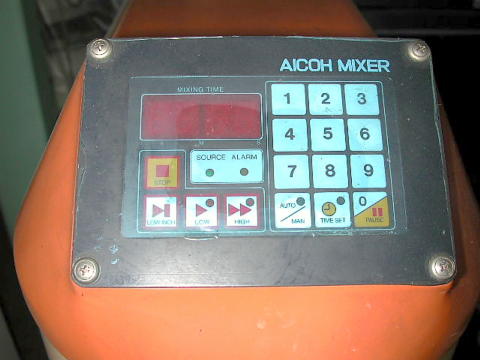 AICOH MIXER
MIXING TIME
M S
1 2 3
4 5 6
7 8 9
SOURCE ALARM
STOP
LOW INCH
LOW
HIGH
AUTO
MAN
TIME SET
0
PAUSE